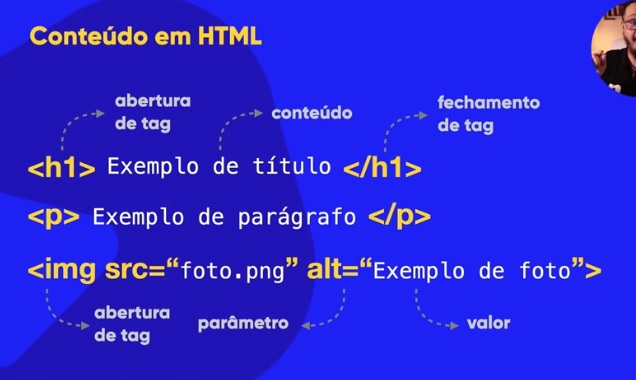 Conteúdo em HTML
abertura
de tag
conteúdo
fechamento
de tag
<h1> Exemplo de título </h1>
<p> Exemplo de parágrafo </p>
<img src=“foto.png” alt=“Exemplo de foto”>
abertura
de tag
parâmetro
valor